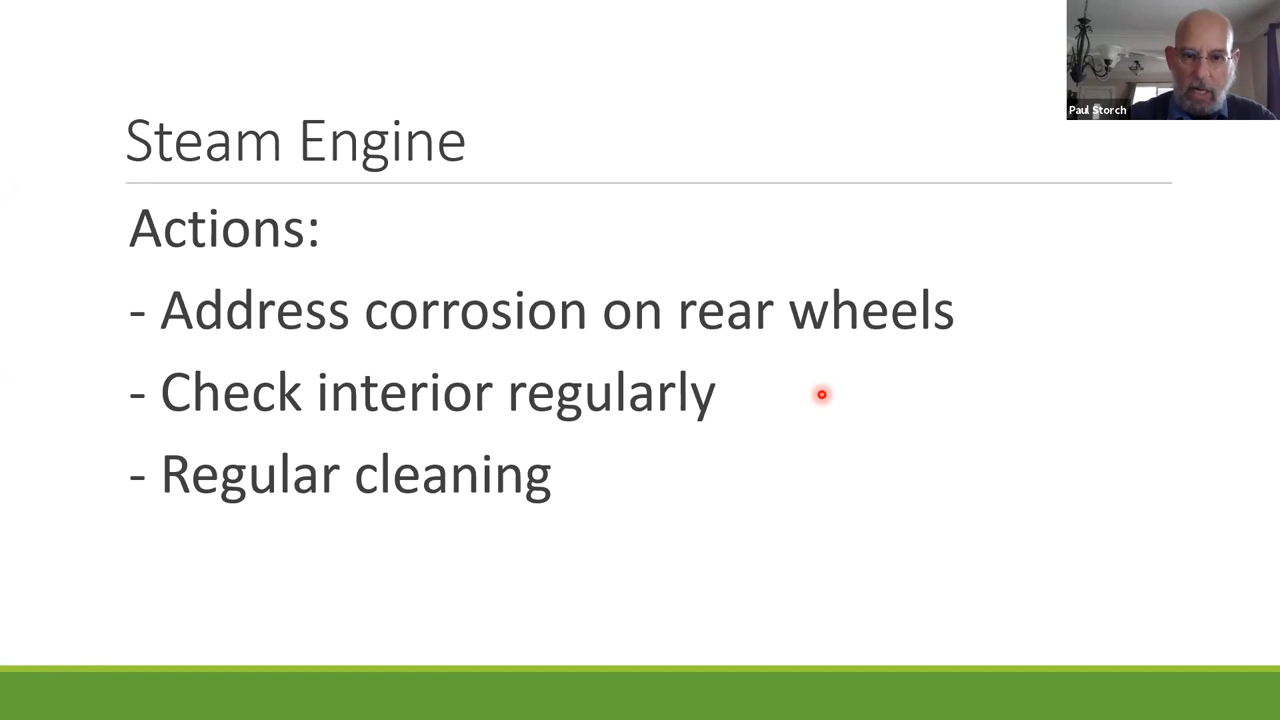 Paul Storch
Steam Engine
Actions:
- Address corrosion on rear wheels
- Check interior regularly
- Regular cleaning